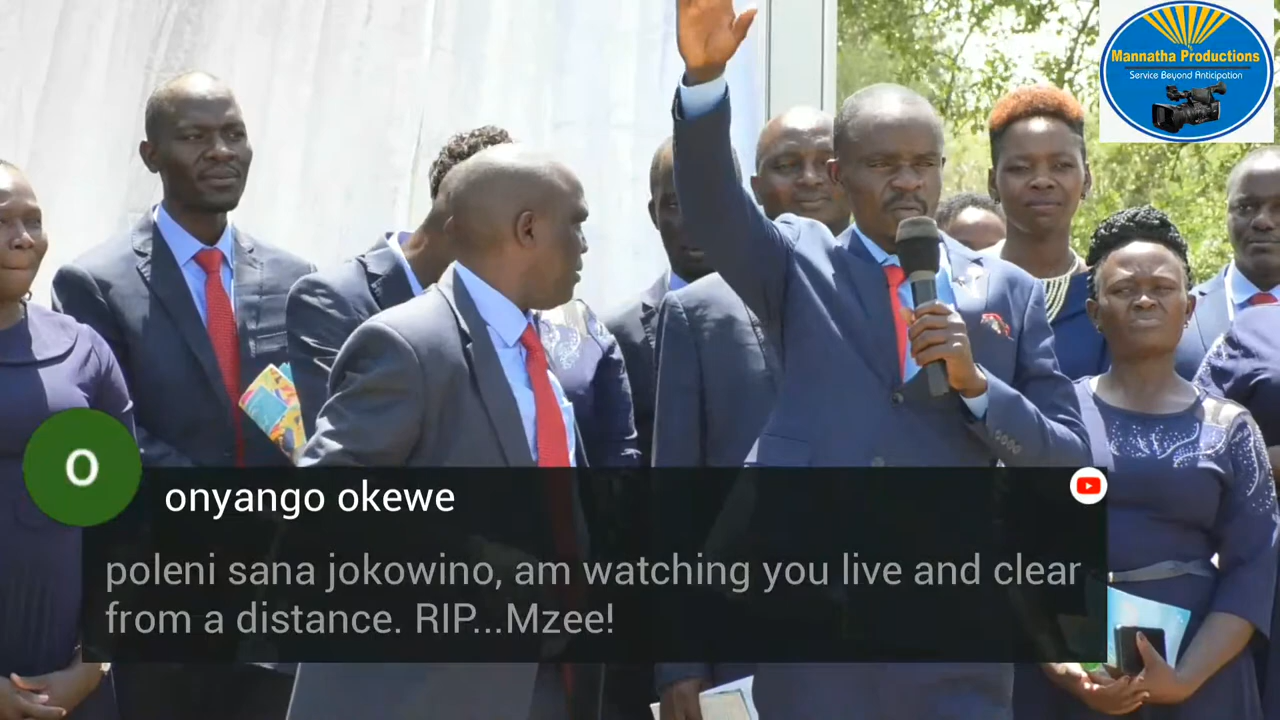 Mannatha Productions
Service Beyond Anticipation
o
onyango okewe
poleni sana jokowino, am watching you live and clear
from a distance. RIP...Mzee!